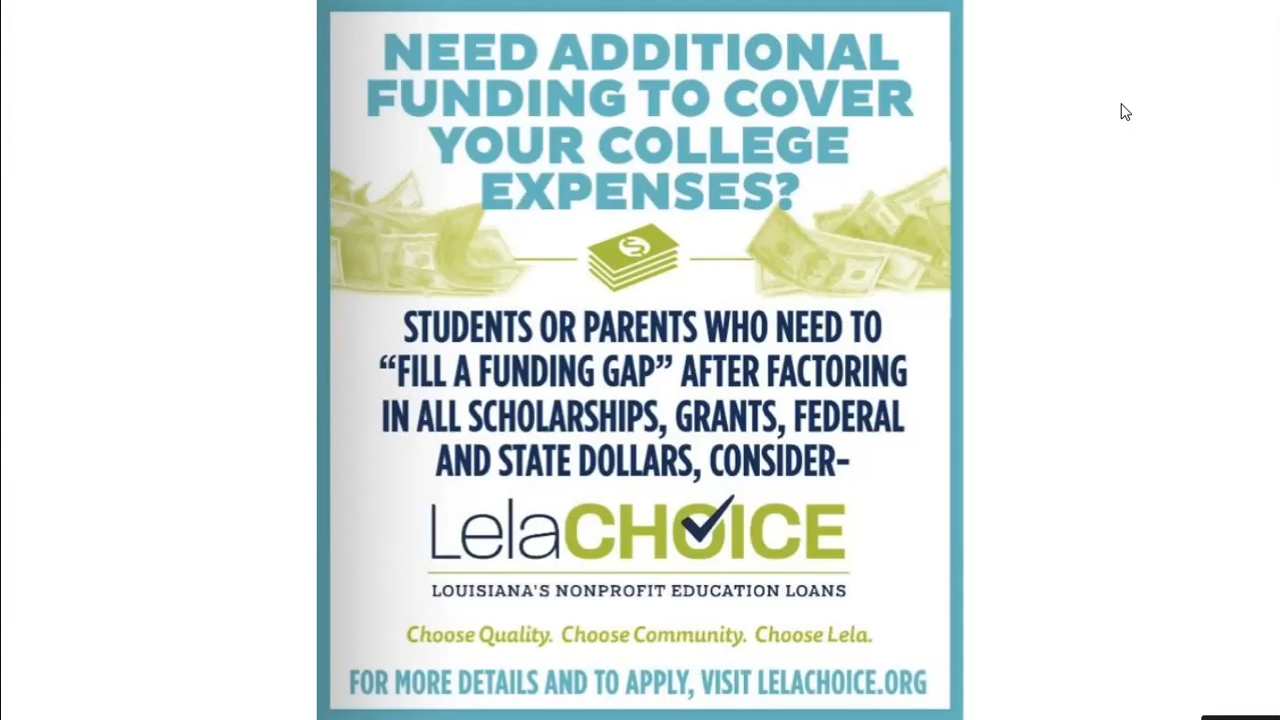 NEED ADDITIONAL
FUNDING TO COVER
YOUR COLLEGE
EXPENSES?
STUDENTS OR PARENTS WHO NEED TO
“FILL A FUNDING GAP” AFTER FACTORING
IN ALL SCHOLARSHIPS, GRANTS, FEDERAL
AND STATE DOLLARS, CONSIDER-
LelaCHOICE
LOUISIANA'S NONPROFIT EDUCATION LOANS
Choose Quality. Choose Community. Choose Lela.
FOR MORE DETAILS AND TO APPLY, VISIT LELACHOICE.ORG